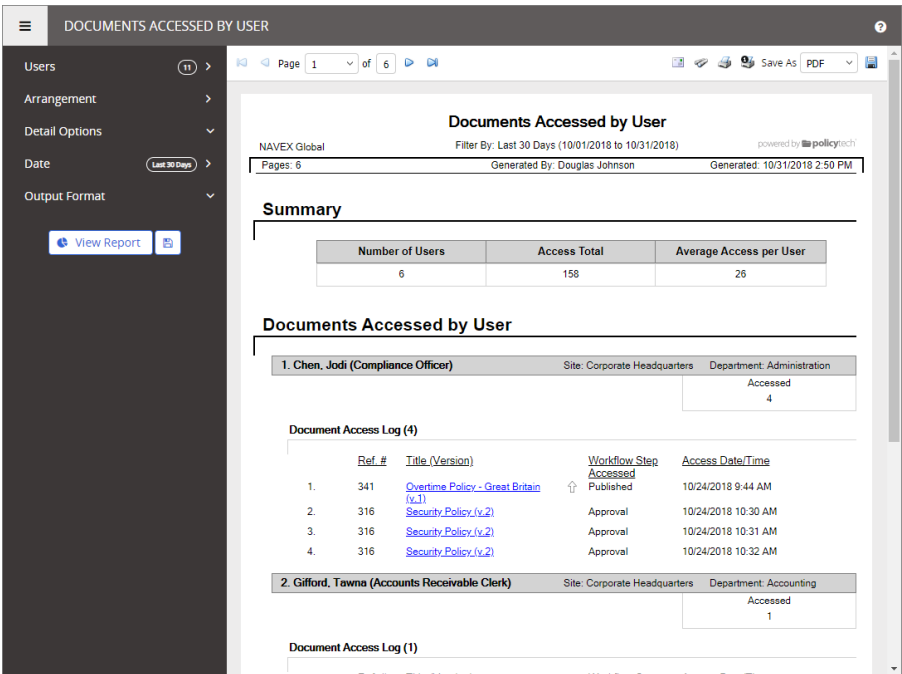 DOCUMENTS ACCESSED BY USER
Users 11
Arrangement
Detail Options
Date Last 30 Days
Output Format
View Report
Page 1 of 6 Save As PDF
Documents Accessed by User
NAVEX Global Filter By: Last 30 Days (10/01/2018 to 10/31/2018) powered by policytech
Pages: 6 Generated By: Douglas Johnson Generated: 10/31/2018 2:50 PM
Summary
Number of Users Access Total Average Access per User
6 158 26
Documents Accessed by User
1. Chen, Jodi (Compliance Officer) Site: Corporate Headquarters Department: Administration
Accessed
4
Document Access Log (4)
Ref. # Title (Version) Workflow Step Access Date/Time
Accessed
1. 341 Overtime Policy - Great Britain Published 10/24/2018 9:44 AM
(v.1)
2. 316 Security Policy (v.2) Approval 10/24/2018 10:30 AM
3. 316 Security Policy (v.2) Approval 10/24/2018 10:31 AM
4. 316 Security Policy (v.2) Approval 10/24/2018 10:32 AM
2. Gifford, Tawna (Accounts Receivable Clerk) Site: Corporate Headquarters Department: Accounting
Accessed
1
Document Access Log (1)